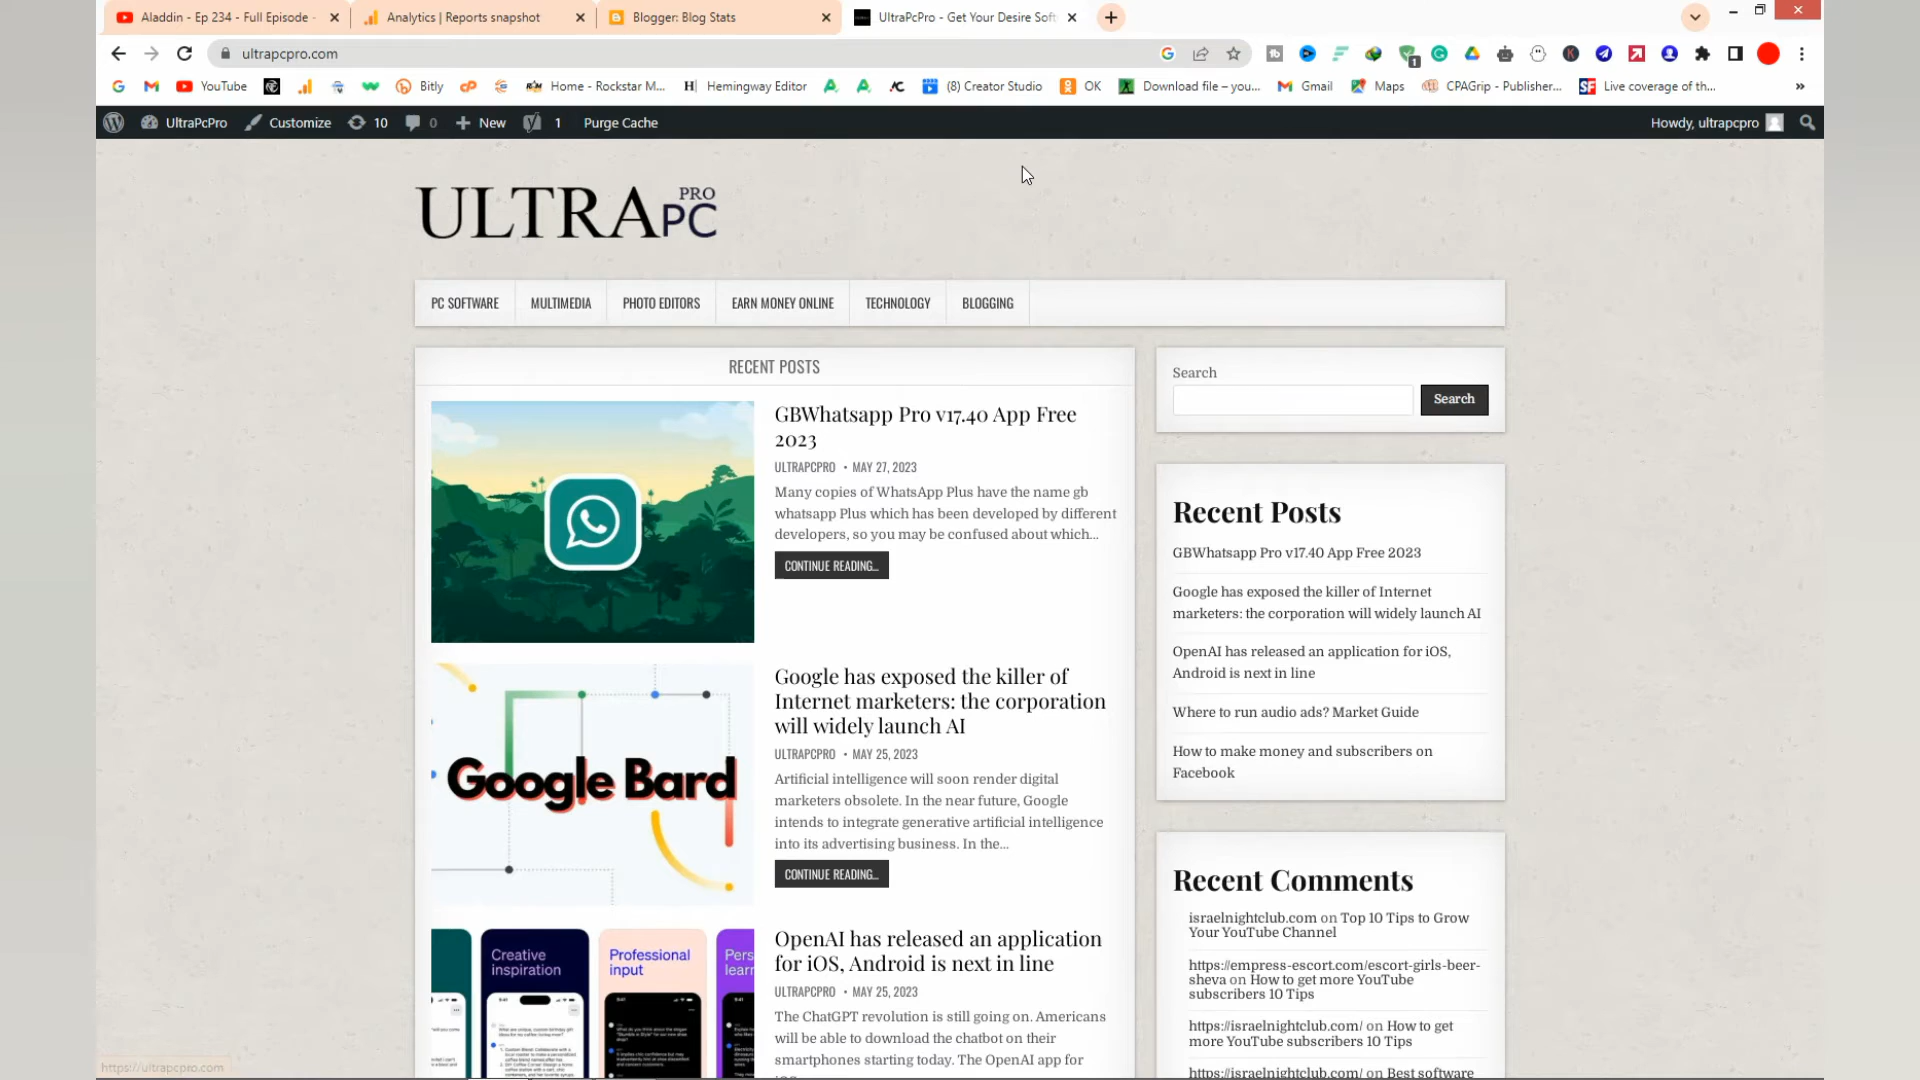 Aladdin - Ep 234 - Full Episode
Analytics | Reports snapshot
Blogger: Blog Stats
UltraPcPro - Get Your Desire Soft
ultrapcpro.com
1
YouTube
Bitly
Home - Rockstar M...
Hemingway Editor
(8) Creator Studio
OK
Download file – you...
Gmail
Maps
CPAGrip - Publisher...
Live coverage of th...
UltraPcPro
Customize
10
0
New
1
Purge Cache
Howdy, ultrapcpro
ULTRA PRO PC
PC SOFTWARE
MULTIMEDIA
PHOTO EDITORS
EARN MONEY ONLINE
TECHNOLOGY
BLOGGING
RECENT POSTS
GBWhatsapp Pro v17.40 App Free
2023
ULTRAPCPRO • MAY 27, 2023
Many copies of WhatsApp Plus have the name gb
whatsapp Plus which has been developed by different
developers, so you may be confused about which...
CONTINUE READING...
Google Bard
Google has exposed the killer of
Internet marketers: the corporation
will widely launch AI
ULTRAPCPRO • MAY 25, 2023
Artificial intelligence will soon render digital
marketers obsolete. In the near future, Google
intends to integrate generative artificial intelligence
into its advertising business. In the...
CONTINUE READING...
Creative
inspiration
Professional
input
Pers
lear
OpenAI has released an application
for iOS, Android is next in line
ULTRAPCPRO • MAY 25, 2023
The ChatGPT revolution is still going on. Americans
will be able to download the chatbot on their
smartphones starting today. The OpenAI app for
Search
Search
Recent Posts
GBWhatsapp Pro v17.40 App Free 2023
Google has exposed the killer of Internet
marketers: the corporation will widely launch AI
OpenAI has released an application for iOS,
Android is next in line
Where to run audio ads? Market Guide
How to make money and subscribers on
Facebook
Recent Comments
israelnightclub.com on Top 10 Tips to Grow
Your YouTube Channel
https://empress-escort.com/escort-girls-beer-
sheva on How to get more YouTube
subscribers 10 Tips
https://israelnightclub.com/ on How to get
more YouTube subscribers 10 Tips
https://israelnightclub.com/ on Best software
https://ultrapcpro.com